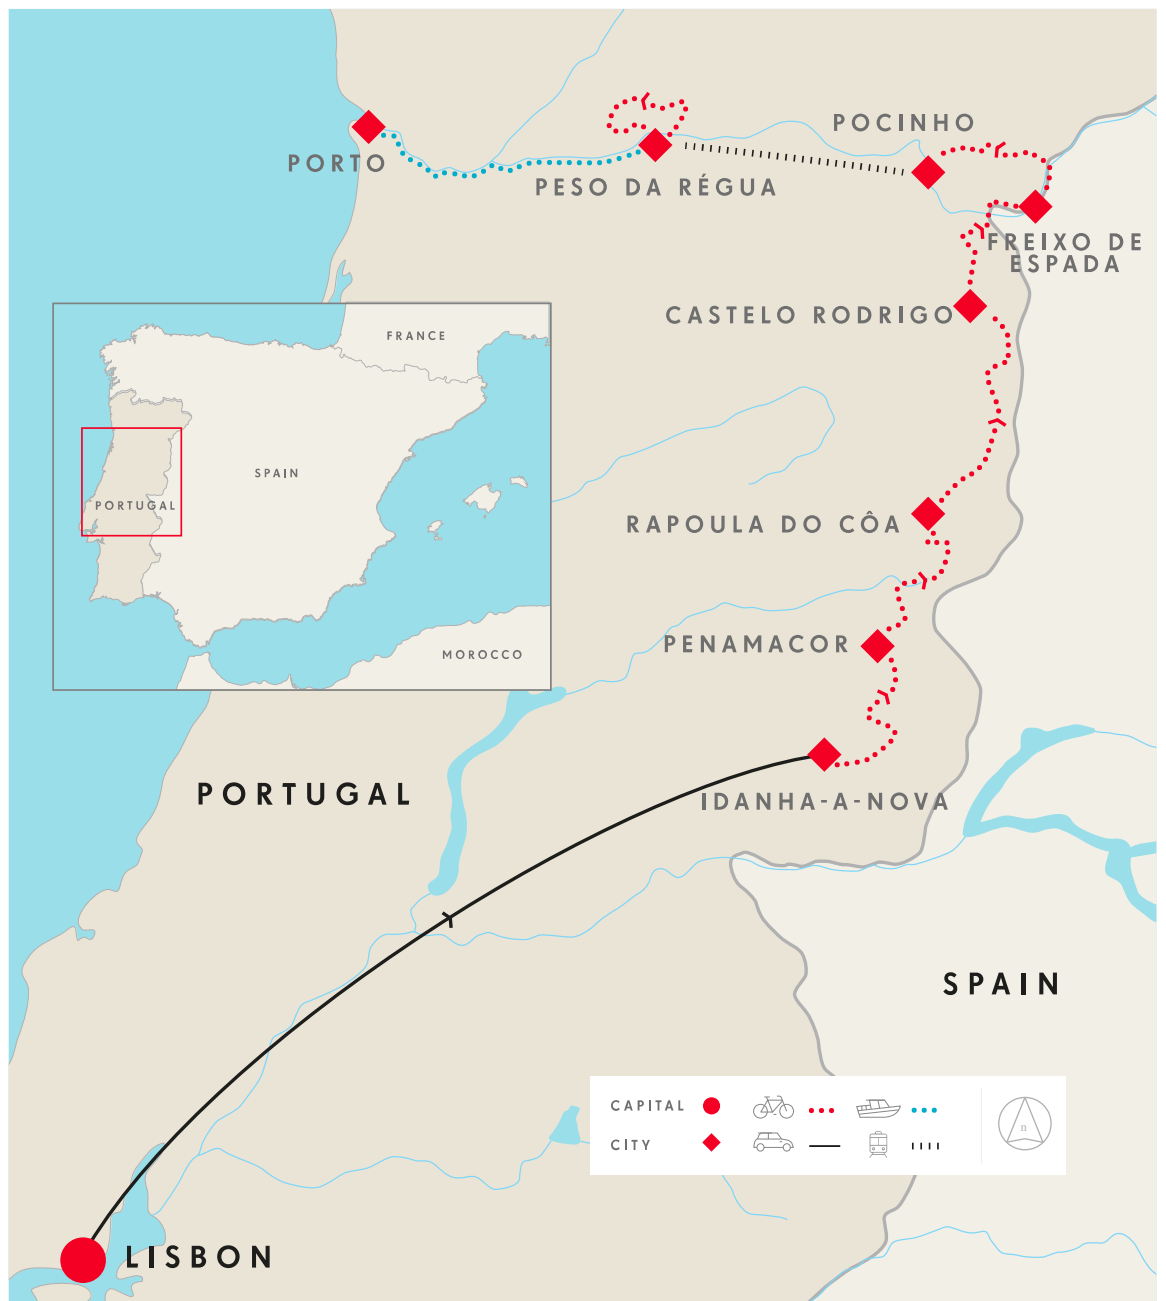 POCINHO
PORTO
PESO DA RÉGUA
FREIXO DE
ESPADA
CASTELO RODRIGO
FRANCE
SPAIN
PORTUGAL
MOROCCO
RAPOULA DO CÔA
PENAMACOR
PORTUGAL
IDANHA-A-NOVA
SPAIN
CAPITAL
CITY
n
LISBON